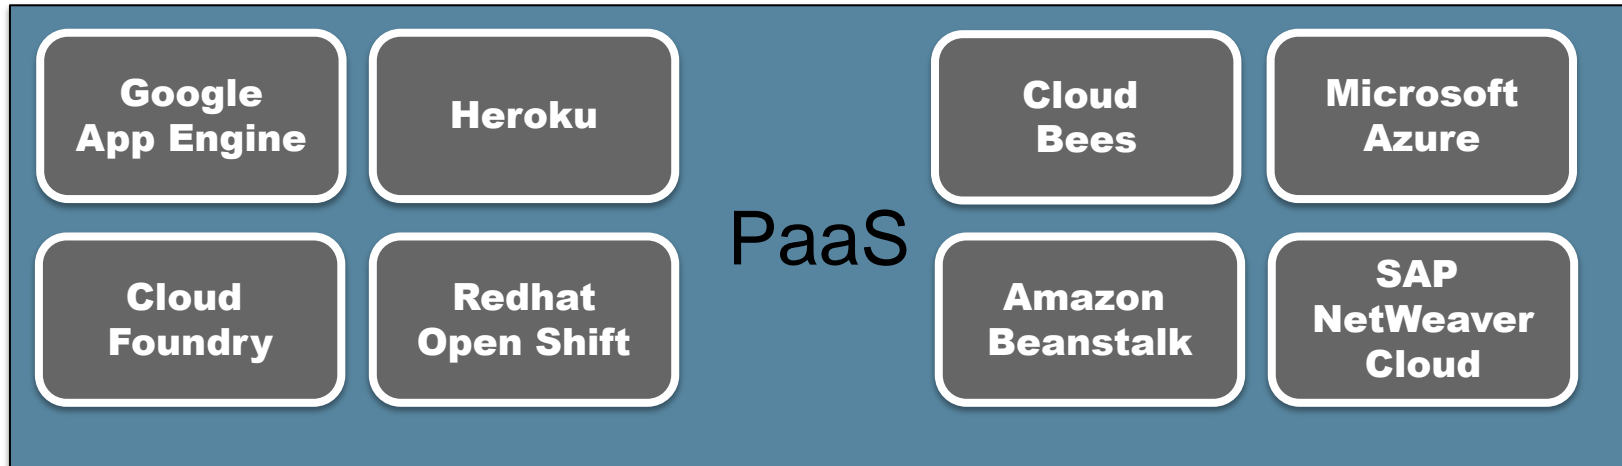 Google
App Engine
Heroku
Cloud
Bees
Microsoft
Azure
PaaS
Cloud
Foundry
Redhat
Open Shift
Amazon
Beanstalk
SAP
NetWeaver
Cloud